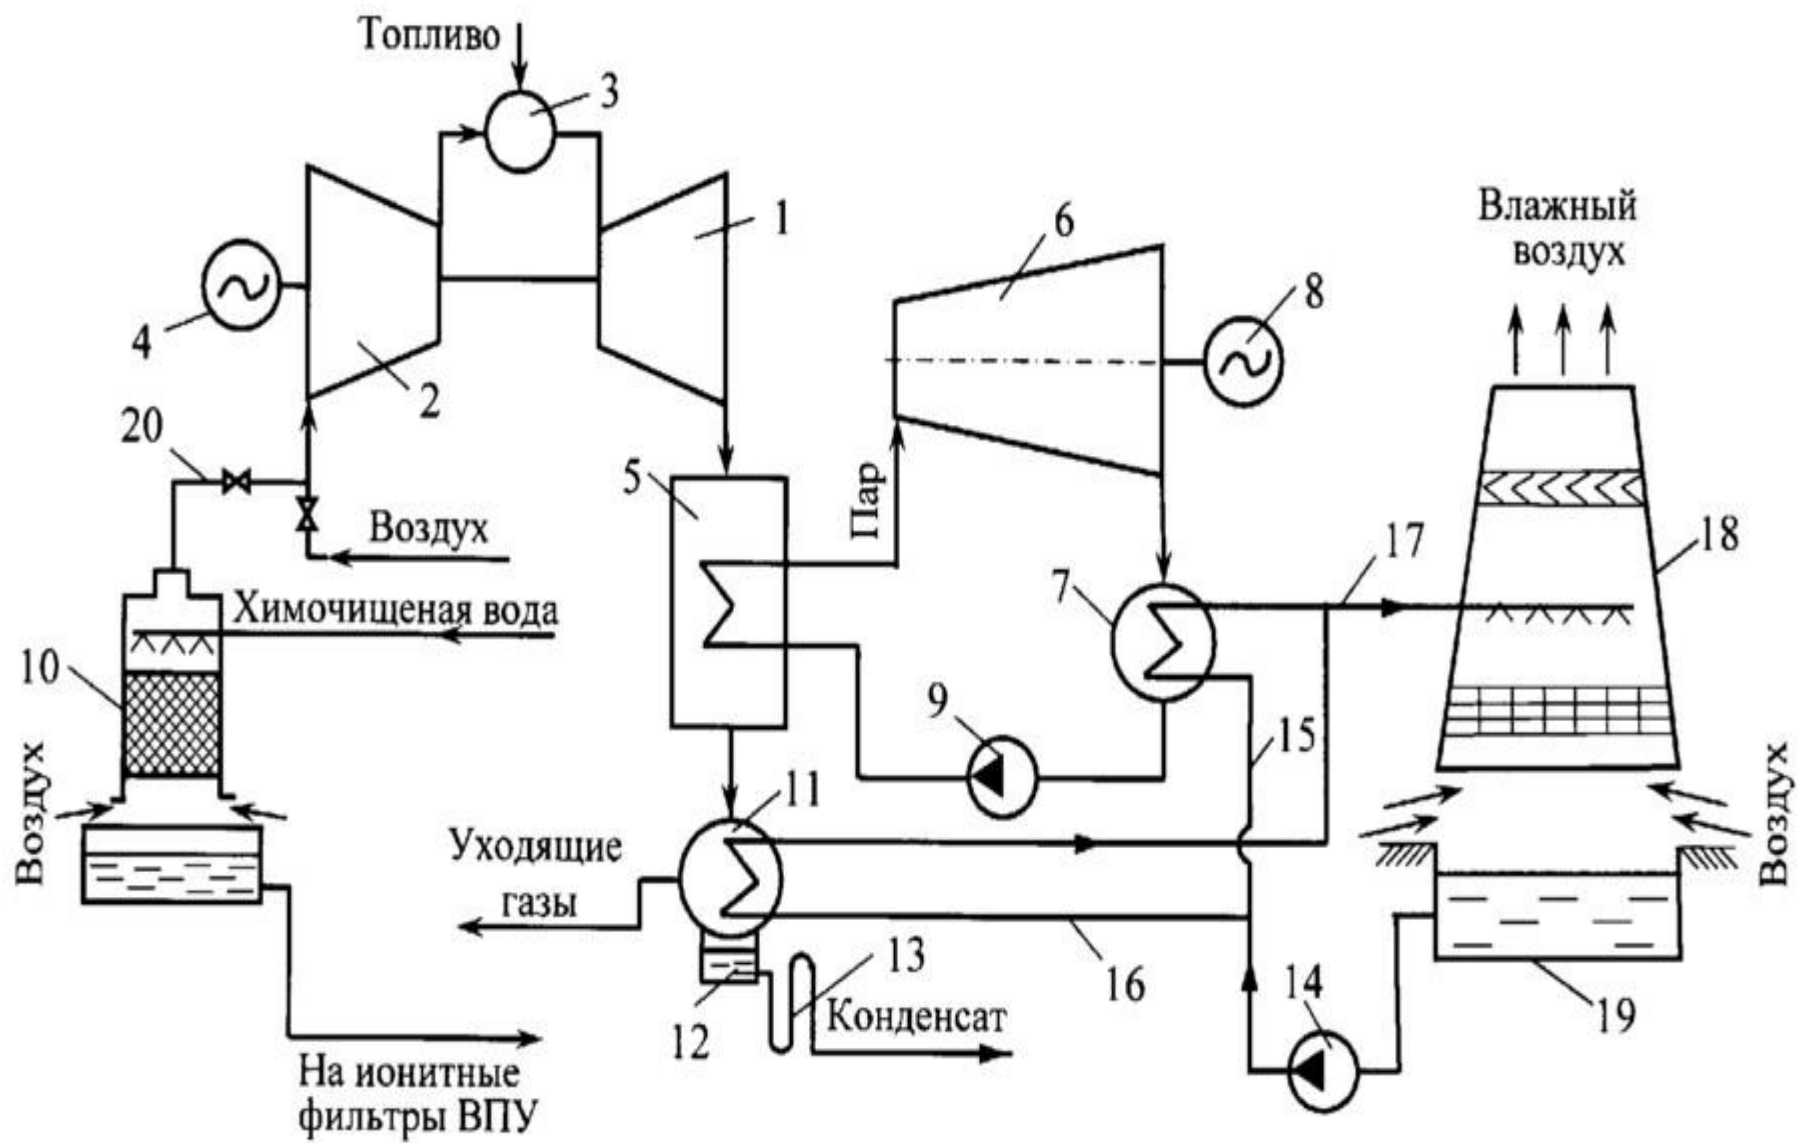 Топливо
3
1
6
Влажный
воздух
8
4
2
20
5
Пар
Воздух
17
18
7
Химочищеная вода
10
9
15
Воздух
11
Воздух
Уходящие
газы
13
16
14
19
12
Конденсат
На ионитные
фильтры ВПУ